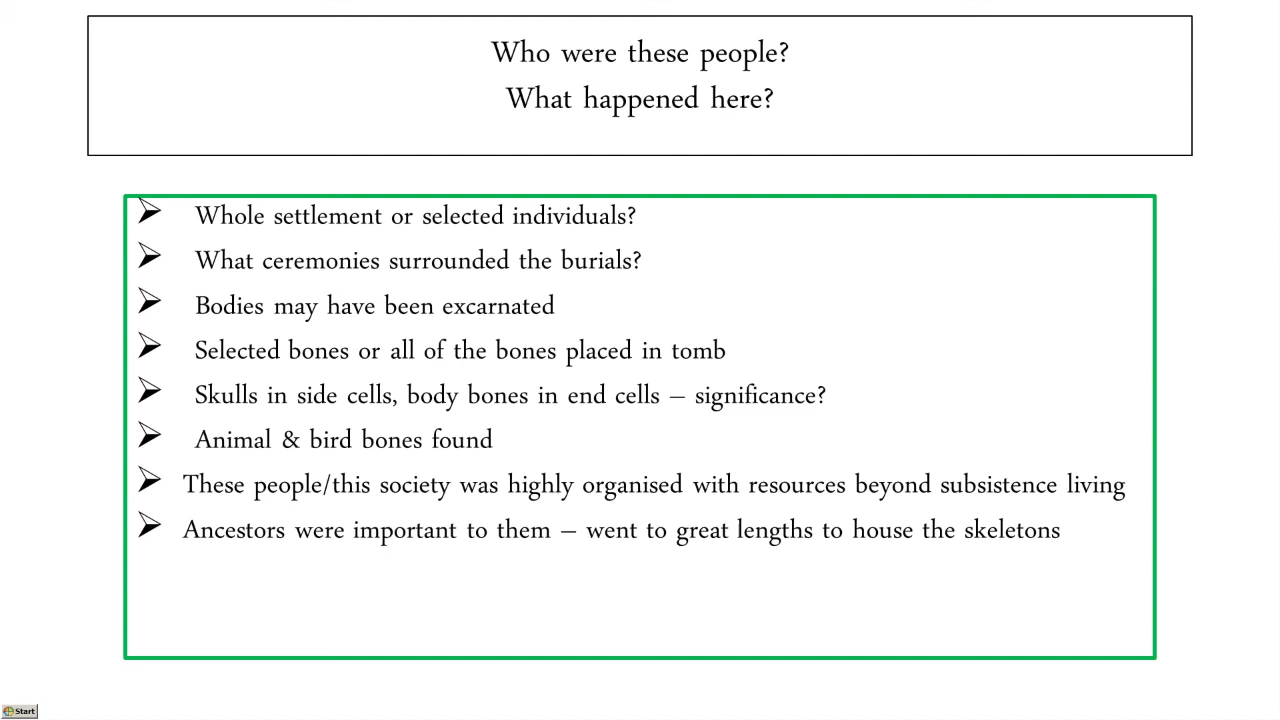 Who were these people?
What happened here?
Whole settlement or selected individuals?
What ceremonies surrounded the burials?
Bodies may have been excarnated
Selected bones or all of the bones placed in tomb
Skulls in side cells, body bones in end cells – significance?
Animal & bird bones found
These people/this society was highly organised with resources beyond subsistence living
Ancestors were important to them – went to great lengths to house the skeletons
Start